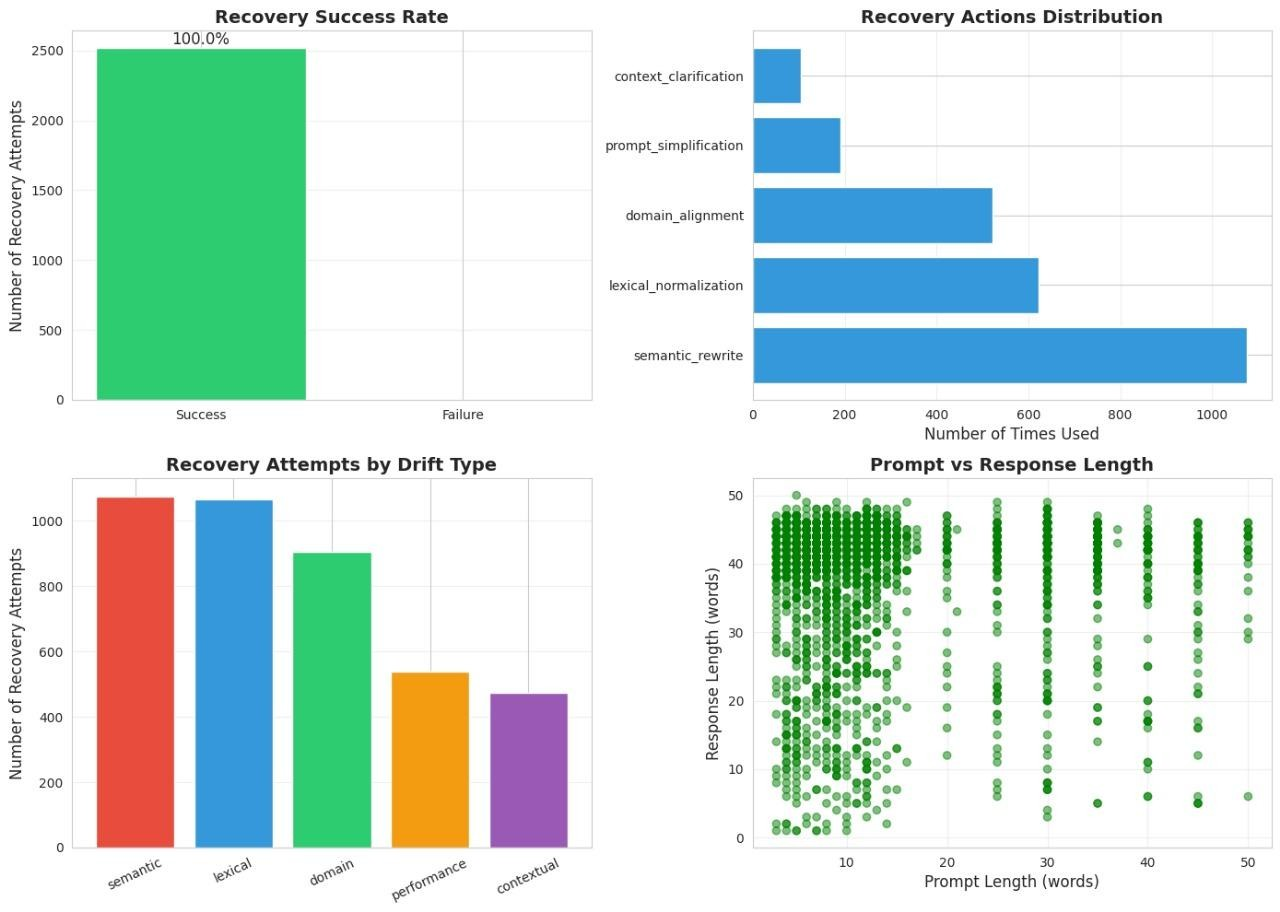 Recovery Success Rate
100.0%
2500
2000
1500
1000
500
0
Number of Recovery Attempts
Success
Failure
Recovery Actions Distribution
context_clarification
prompt_simplification
domain_alignment
lexical_normalization
semantic_rewrite
0
200
400
600
800
1000
Number of Times Used
Recovery Attempts by Drift Type
1000
800
600
400
200
0
Number of Recovery Attempts
semantic
lexical
domain
performance
contextual
Prompt vs Response Length
50
40
30
20
10
0
Response Length (words)
10
20
30
40
50
Prompt Length (words)